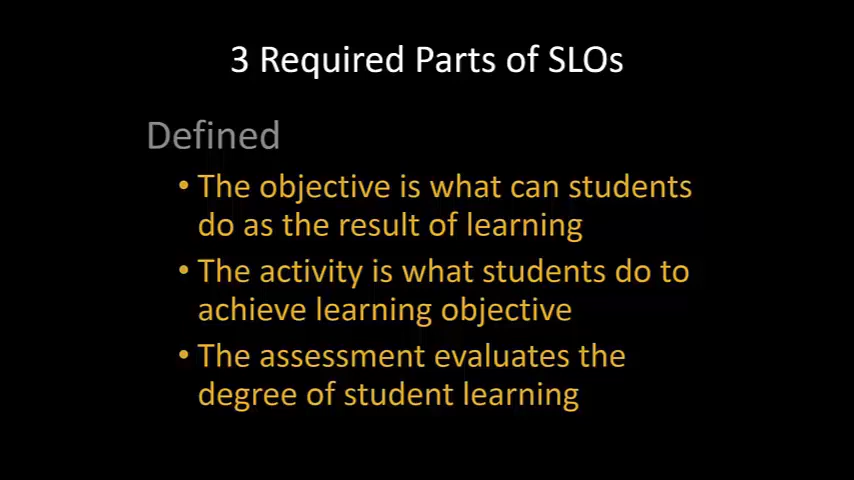 3 Required Parts of SLOs
Defined
• The objective is what can students
do as the result of learning
• The activity is what students do to
achieve learning objective
• The assessment evaluates the
degree of student learning